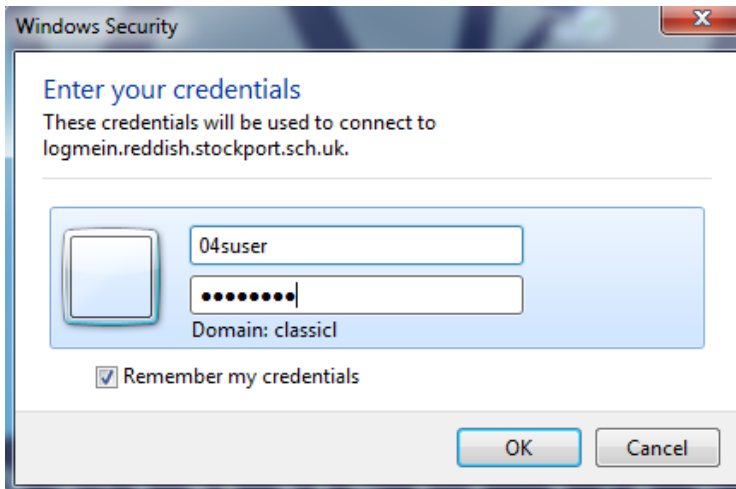 Windows Security
Enter your credentials
These credentials will be used to connect to
logmein.reddish.stockport.sch.uk.
04suser
••••••••
Domain: classicl
Remember my credentials
OK
Cancel